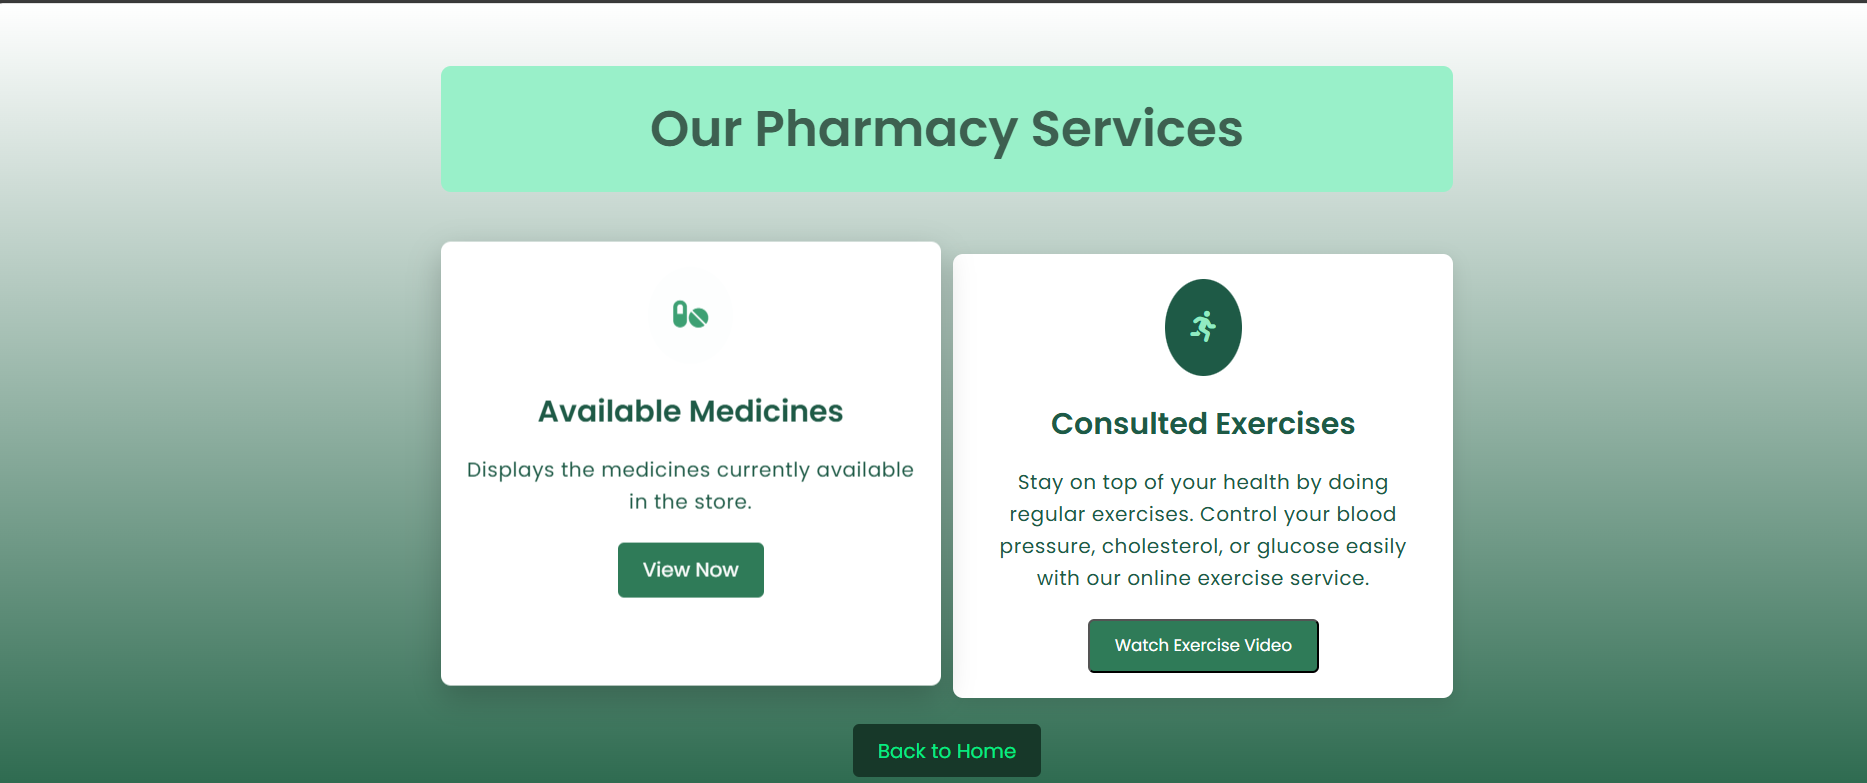 Our Pharmacy Services
Available Medicines
Displays the medicines currently available
in the store.
View Now
Consulted Exercises
Stay on top of your health by doing
regular exercises. Control your blood
pressure, cholesterol, or glucose easily
with our online exercise service.
Watch Exercise Video
Back to Home